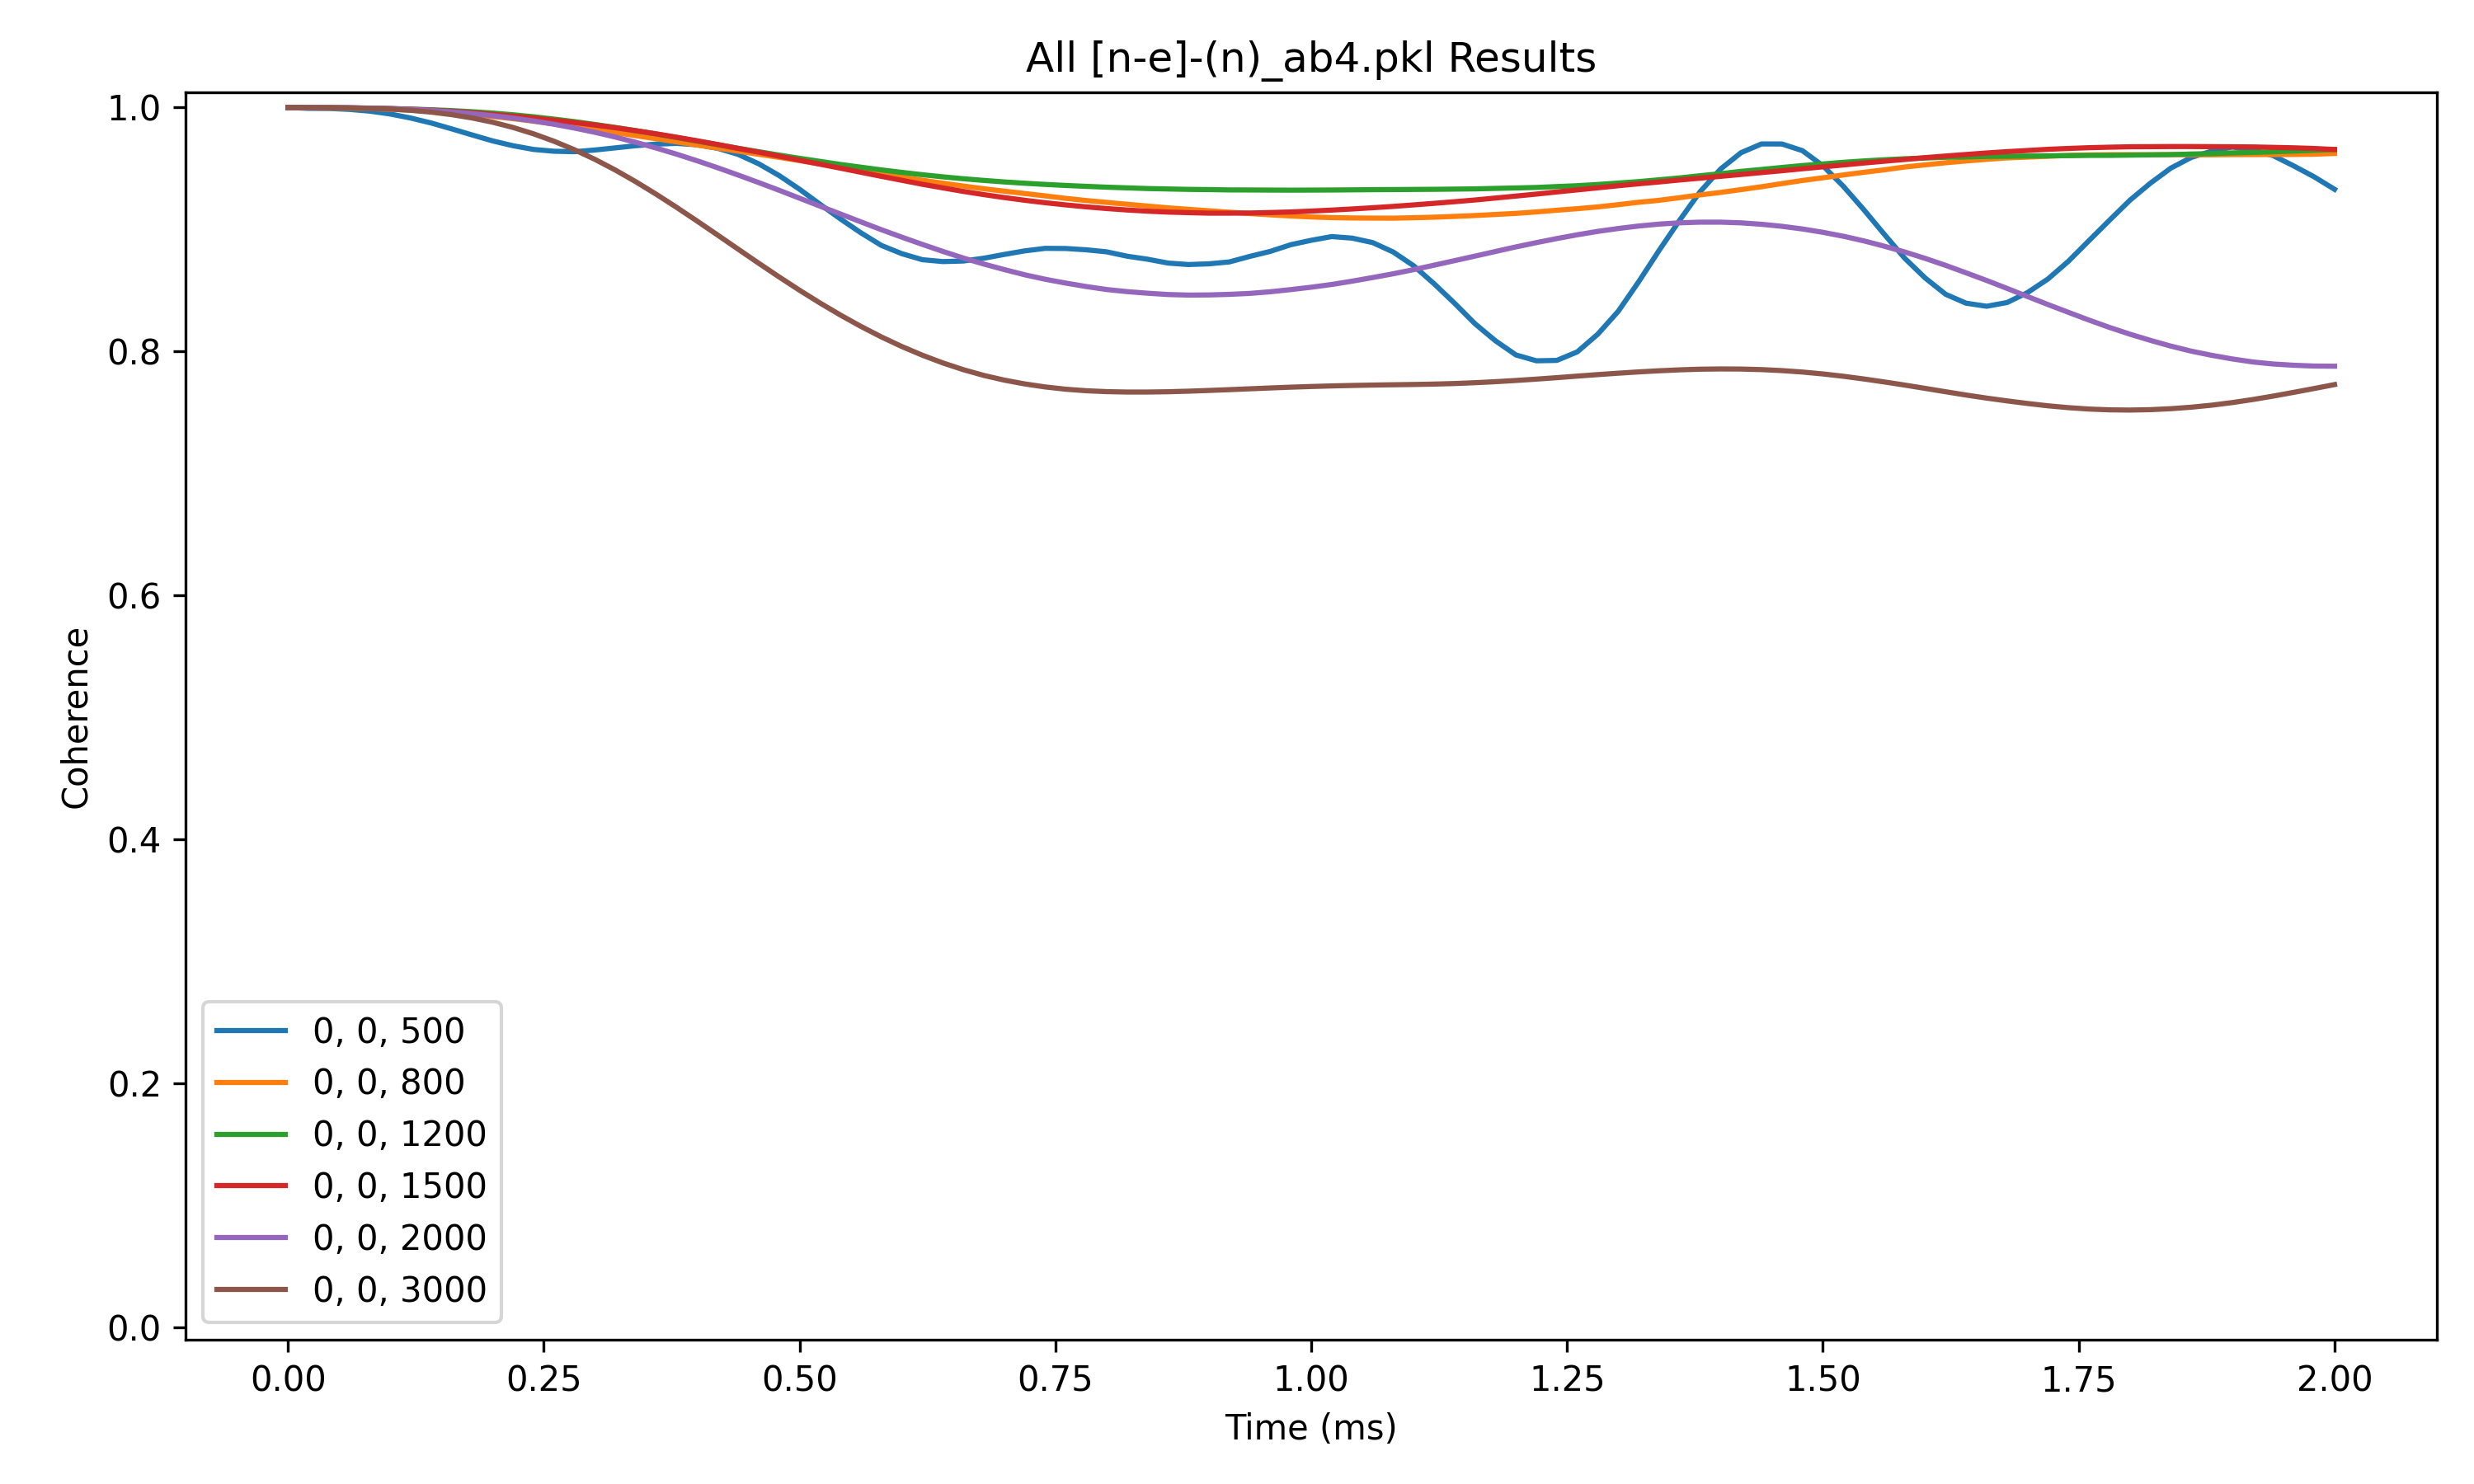 All [n-e]-(n)_ab4.pkl Results
1.0
0.8
0.6
0.4
0.2
0.0
Coherence
0, 0, 500
0, 0, 800
0, 0, 1200
0, 0, 1500
0, 0, 2000
0, 0, 3000
0.00 0.25 0.50 0.75 1.00 1.25 1.50 1.75 2.00
Time (ms)